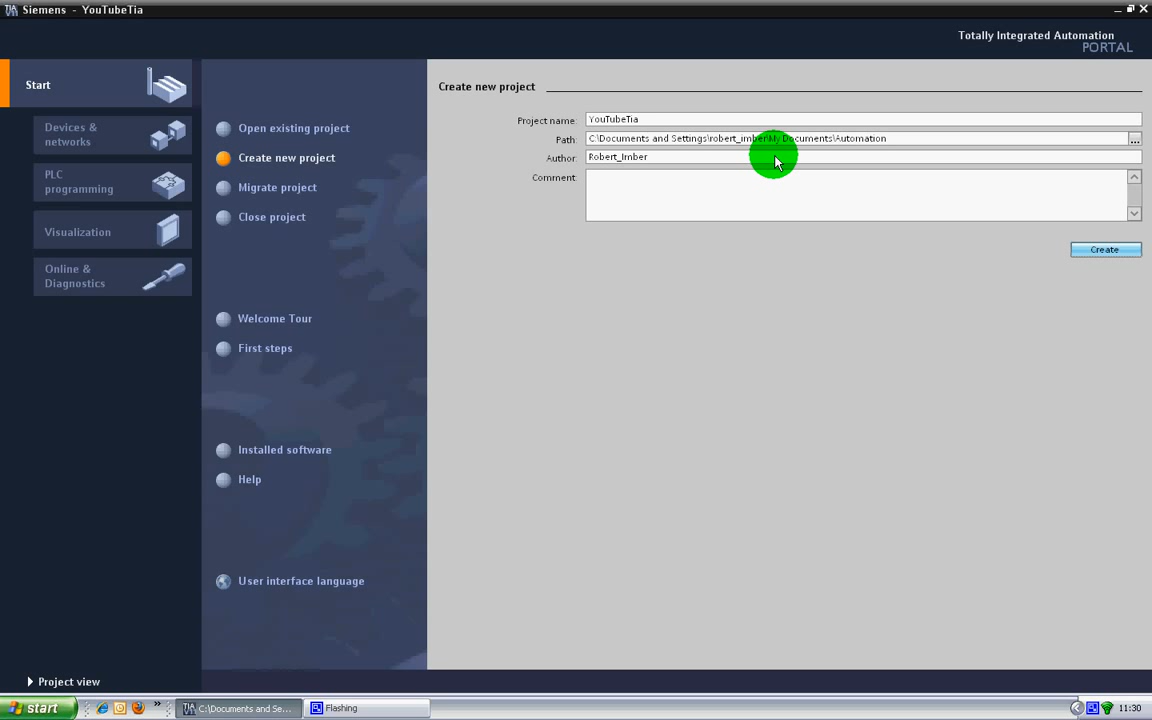 TIA Siemens - YouTubeTia
Totally Integrated Automation
PORTAL
Start
Devices &
networks
PLC
programming
Visualization
Online &
Diagnostics
Open existing project
Create new project
Migrate project
Close project
Welcome Tour
First steps
Installed software
Help
User interface language
Create new project
Project name: YouTubeTia
Path: C:\Documents and Settings\robert_imber\My Documents\Automation ...
Author: Robert_Imber
Comment:
Create
Project view
start
»
TIA C:\Documents and Se...
Flashing
11:30